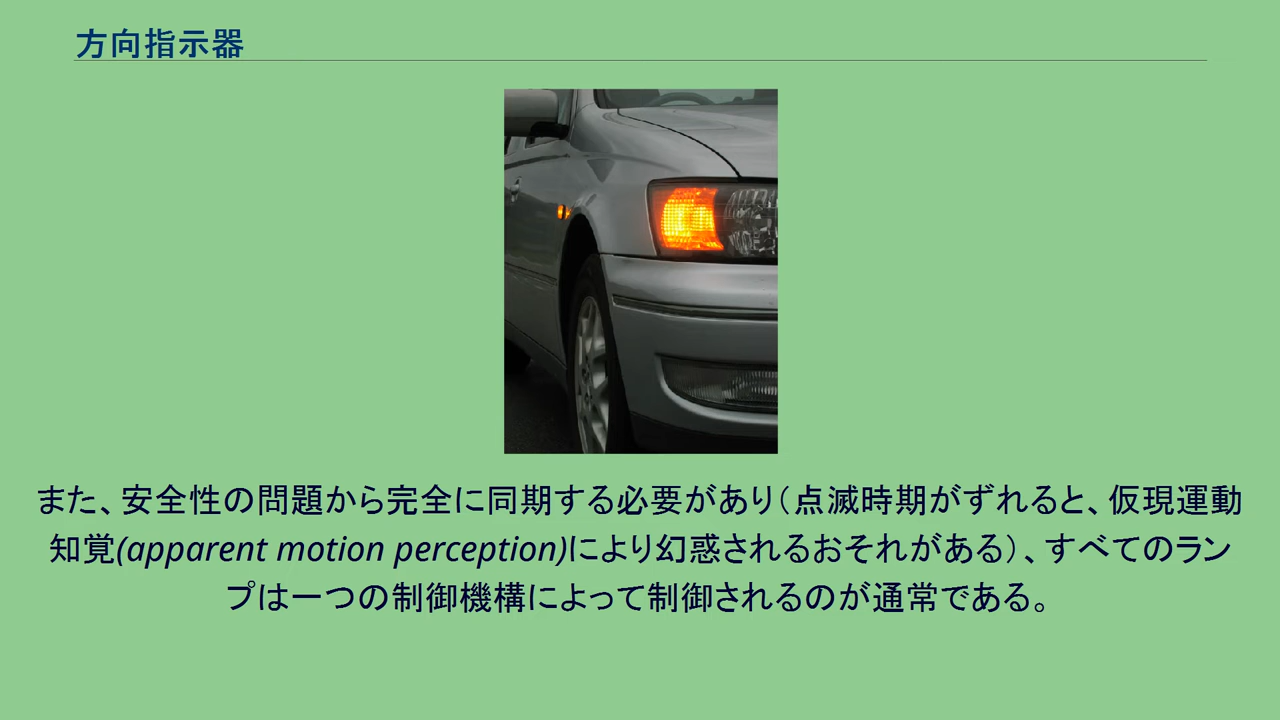 方向指示器
また、安全性の問題から完全に同期する必要があり（点滅時期がずれると、仮現運動
知覚(apparent motion perception)により幻惑されるおそれがある）、すべてのラン
プは一つの制御機構によって制御されるのが通常である。